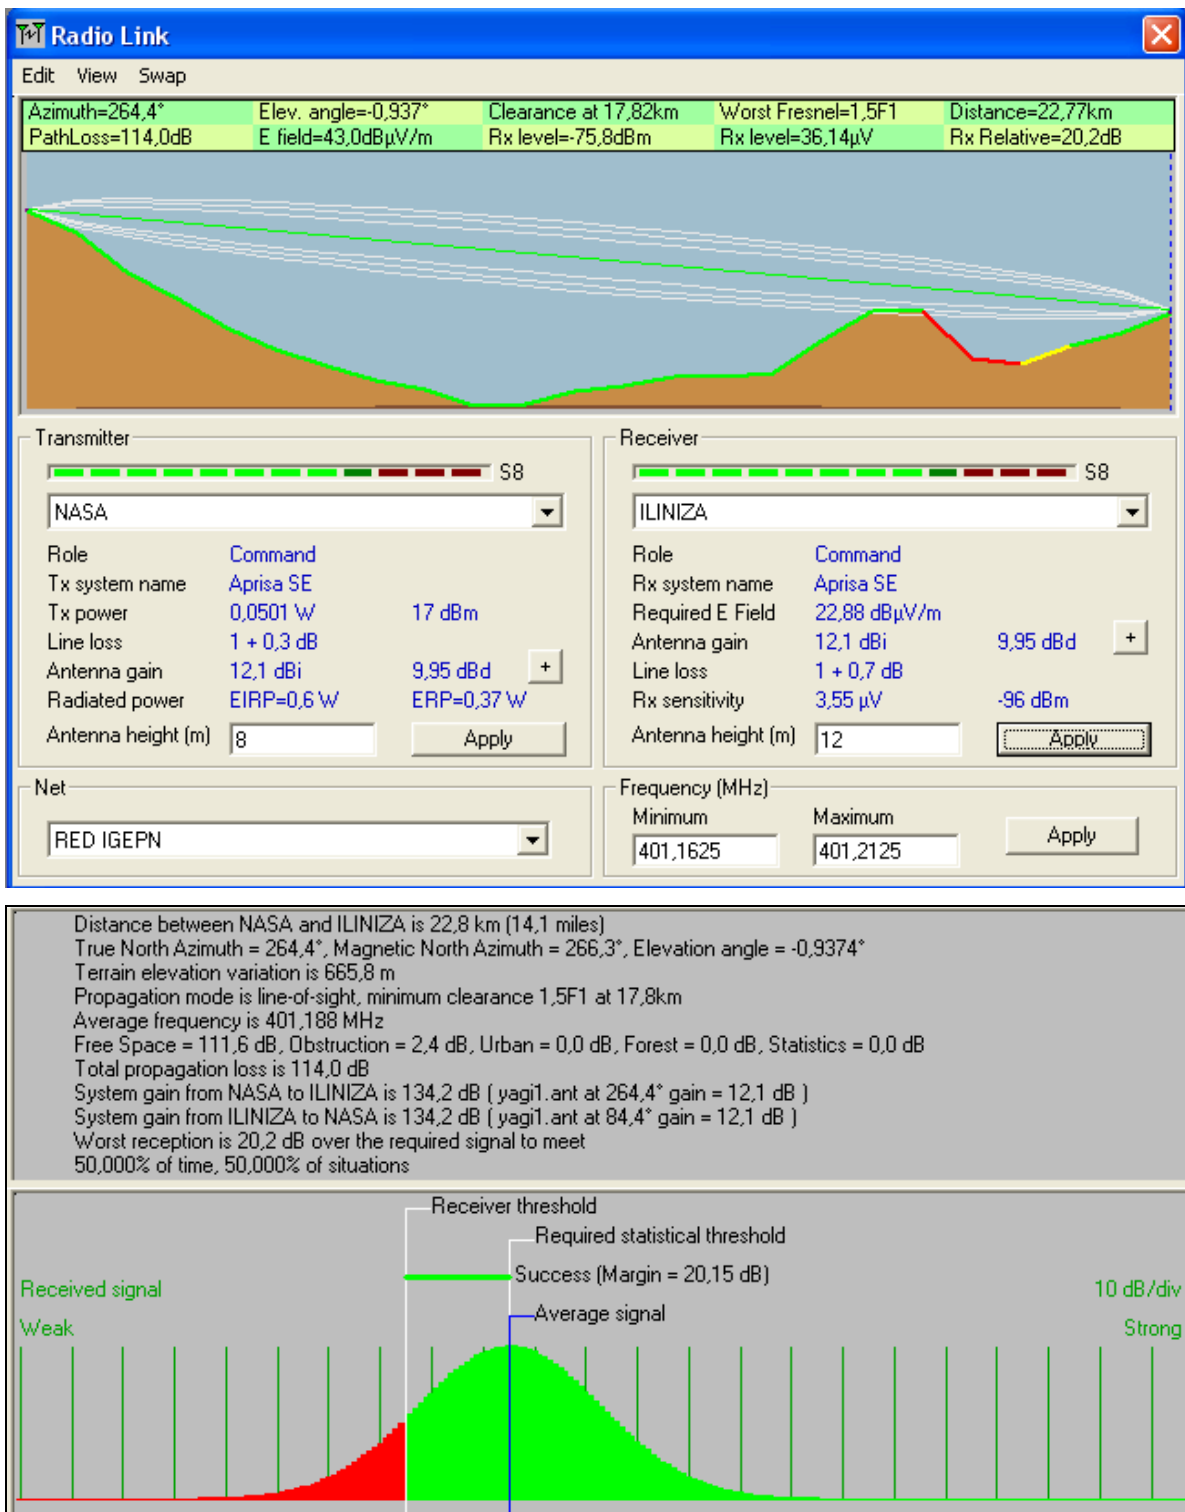 Radio Link
Edit View Swap
Azimuth=264,4° Elev. angle=-0,937° Clearance at 17,82km Worst Fresnel=1,5F1 Distance=22,77km
PathLoss=114,0dB E field=43,0dBµV/m Rx level=-75,8dBm Rx level=36,14µV Rx Relative=20,2dB
Transmitter
S8
NASA
Role Command
Tx system name Aprisa SE
Tx power 0,0501 W 17 dBm
Line loss 1 + 0,3 dB
Antenna gain 12,1 dBi 9,95 dBd +
Radiated power EIRP=0,6 W ERP=0,37 W
Antenna height (m) 8 Apply
Receiver
S8
ILINIZA
Role Command
Rx system name Aprisa SE
Required E Field 22,88 dBµV/m
Antenna gain 12,1 dBi 9,95 dBd +
Line loss 1 + 0,7 dB
Rx sensitivity 3,55 µV -96 dBm
Antenna height (m) 12 Apply
Net
RED IGEPN
Frequency (MHz)
Minimum Maximum
401,1625 401,2125 Apply
Distance between NASA and ILINIZA is 22,8 km (14,1 miles)
True North Azimuth = 264,4°, Magnetic North Azimuth = 266,3°, Elevation angle = -0,9374°
Terrain elevation variation is 665,8 m
Propagation mode is line-of-sight, minimum clearance 1,5F1 at 17,8km
Average frequency is 401,188 MHz
Free Space = 111,6 dB, Obstruction = 2,4 dB, Urban = 0,0 dB, Forest = 0,0 dB, Statistics = 0,0 dB
Total propagation loss is 114,0 dB
System gain from NASA to ILINIZA is 134,2 dB ( yagi1.ant at 264,4° gain = 12,1 dB )
System gain from ILINIZA to NASA is 134,2 dB ( yagi1.ant at 84,4° gain = 12,1 dB )
Worst reception is 20,2 dB over the required signal to meet
50,000% of time, 50,000% of situations
Receiver threshold
Required statistical threshold
Success (Margin = 20,15 dB)
Received signal 10 dB/div
Average signal
Weak Strong